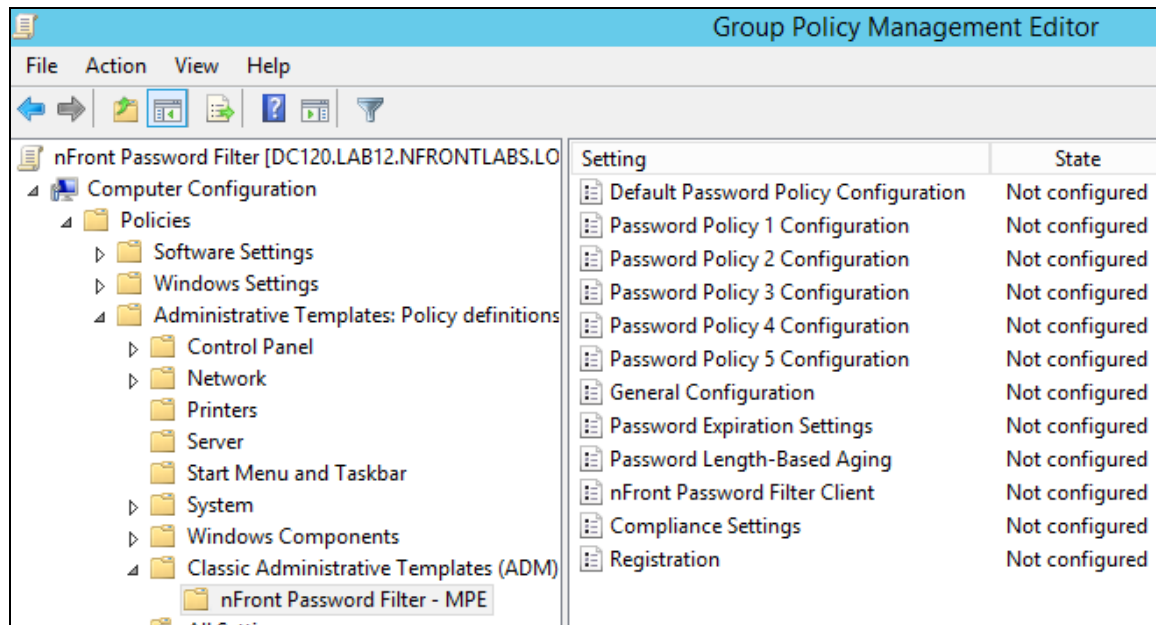 Group Policy Management Editor
File Action View Help
nFront Password Filter [DC120.LAB12.NFRONTLABS.LO
Computer Configuration
Policies
Software Settings
Windows Settings
Administrative Templates: Policy definitions
Control Panel
Network
Printers
Server
Start Menu and Taskbar
System
Windows Components
Classic Administrative Templates (ADM)
nFront Password Filter - MPE
Setting State
Default Password Policy Configuration Not configured
Password Policy 1 Configuration Not configured
Password Policy 2 Configuration Not configured
Password Policy 3 Configuration Not configured
Password Policy 4 Configuration Not configured
Password Policy 5 Configuration Not configured
General Configuration Not configured
Password Expiration Settings Not configured
Password Length-Based Aging Not configured
nFront Password Filter Client Not configured
Compliance Settings Not configured
Registration Not configured